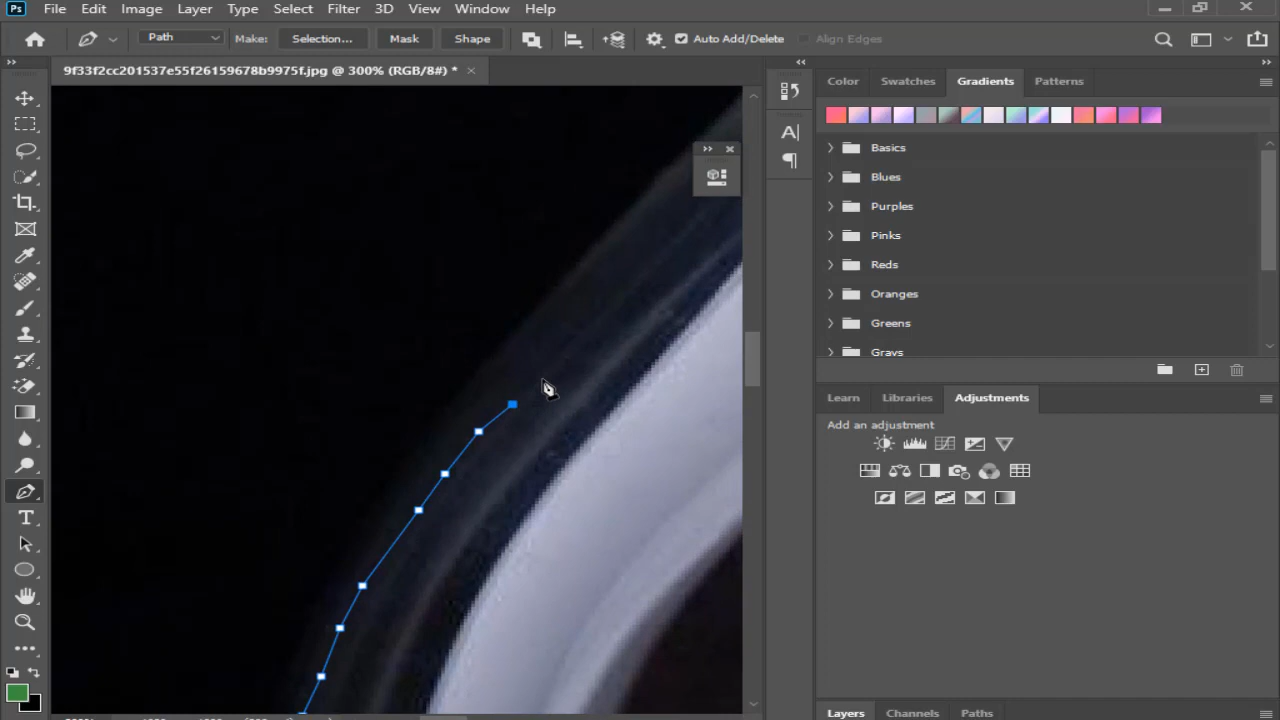 Ps File Edit Image Layer Type Select Filter 3D View Window Help
Path Make: Selection... Mask Shape Auto Add/Delete Align Edges
9f33f2cc201537e55f26159678b9975f.jpg @ 300% (RGB/8#) *
Color Swatches Gradients Patterns
Basics
Blues
Purples
Pinks
Reds
Oranges
Greens
Grays
Learn Libraries Adjustments
Add an adjustment
Layers Channels Paths